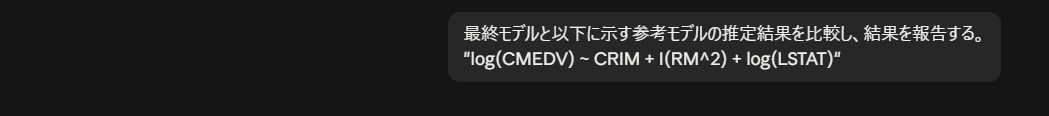 最終モデルと以下に示す参考モデルの推定結果を比較し、結果を報告する。
"log(CMEDV) ~ CRIM + I(RM^2) + log(LSTAT)"